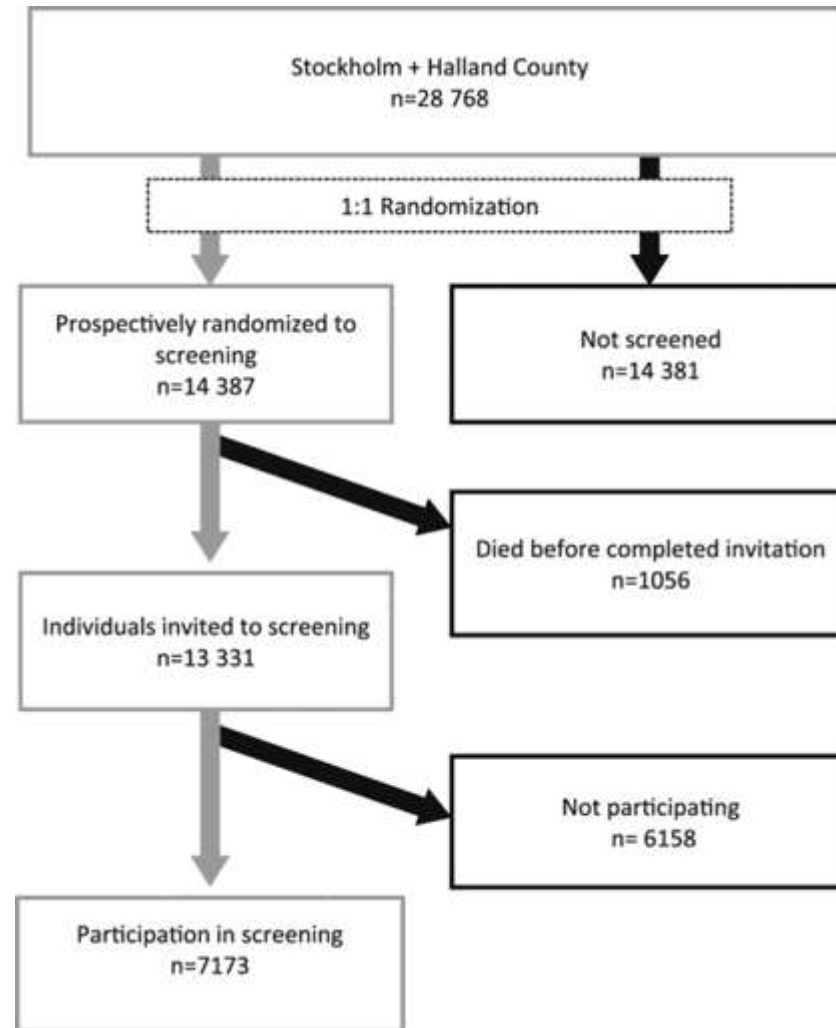 Stockholm + Halland County
n=28 768
1:1 Randomization
Prospectively randomized to
screening
n=14 387
Not screened
n=14 381
Died before completed invitation
n=1056
Individuals invited to screening
n=13 331
Not participating
n= 6158
Participation in screening
n=7173